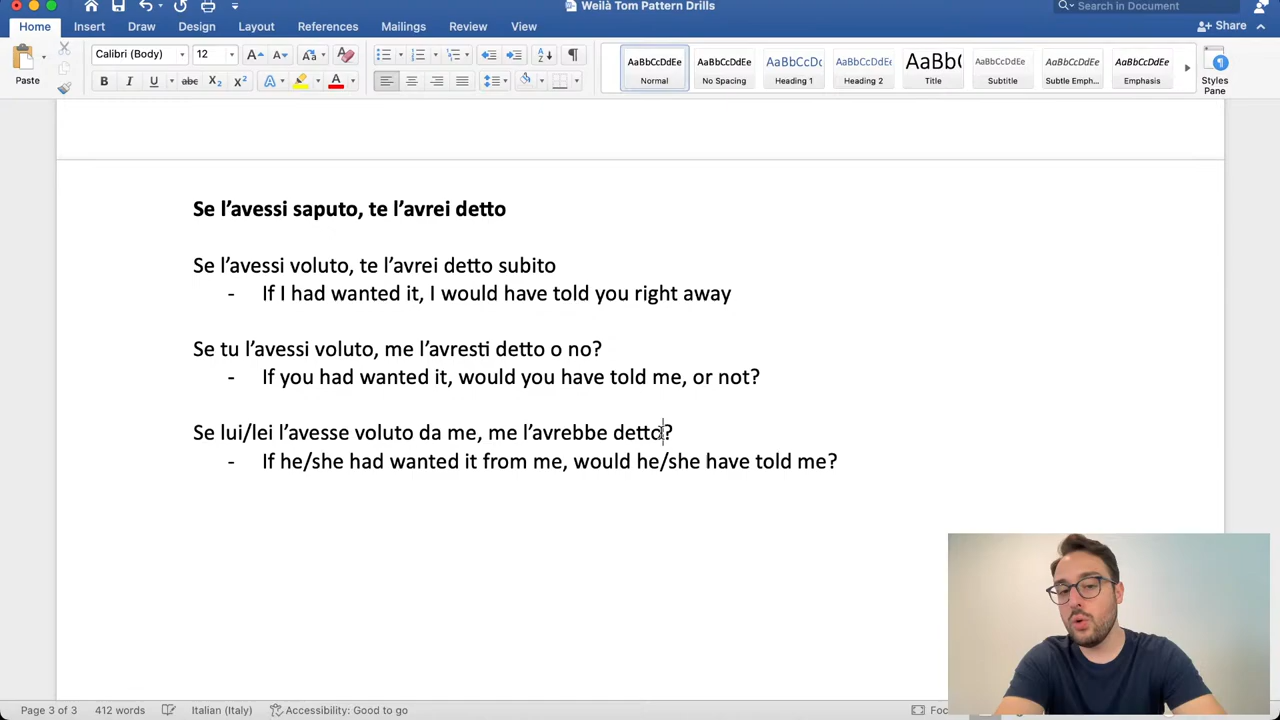 Weilà Tom Pattern Drills
Search in Document
Home Insert Draw Design Layout References Mailings Review View
Share
Paste
Calibri (Body) 12
AaBbCcDdEe AaBbCcDdEe AaBbCcDc AaBbCcDdEe AaBb( AaBbCcDdEe AaBbCcDdEe AaBbCcDdEe
Normal No Spacing Heading 1 Heading 2 Title Subtitle Subtle Emph... Emphasis
Styles
Pane
Se l’avessi saputo, te l’avrei detto
Se l’avessi voluto, te l’avrei detto subito
- If I had wanted it, I would have told you right away
Se tu l’avessi voluto, me l’avresti detto o no?
- If you had wanted it, would you have told me, or not?
Se lui/lei l’avesse voluto da me, me l’avrebbe detto?
- If he/she had wanted it from me, would he/she have told me?
Page 3 of 3 412 words Italian (Italy) Accessibility: Good to go